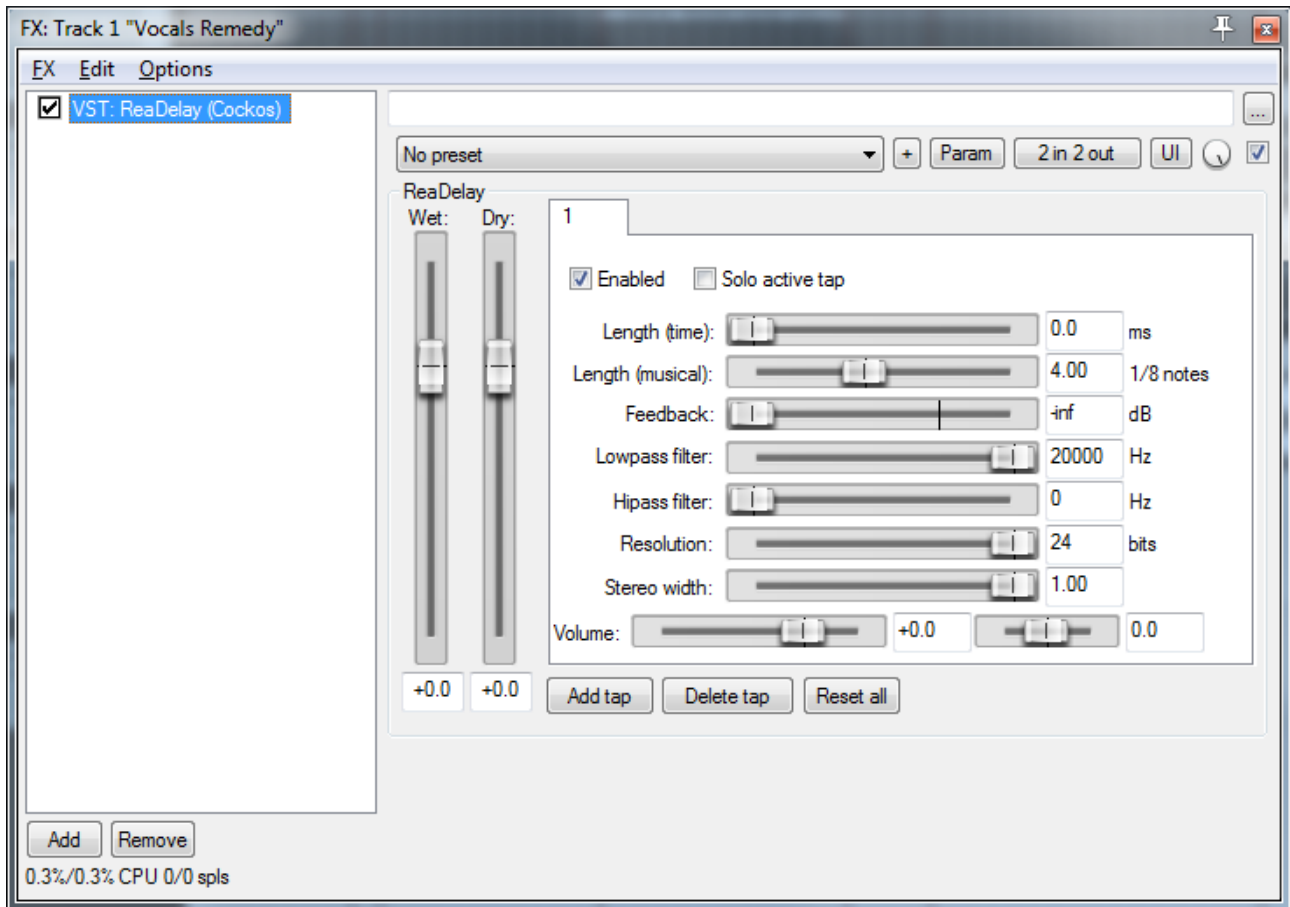 FX: Track 1 "Vocals Remedy"
FX Edit Options
VST: ReaDelay (Cockos)
...
No preset + Param 2 in 2 out UI
ReaDelay
Wet: Dry: 1
Enabled Solo active tap
Length (time): 0.0 ms
Length (musical): 4.00 1/8 notes
Feedback: -inf dB
Lowpass filter: 20000 Hz
Hipass filter: 0 Hz
Resolution: 24 bits
Stereo width: 1.00
Volume: +0.0 0.0
+0.0 +0.0 Add tap Delete tap Reset all
Add Remove
0.3%/0.3% CPU 0/0 spls